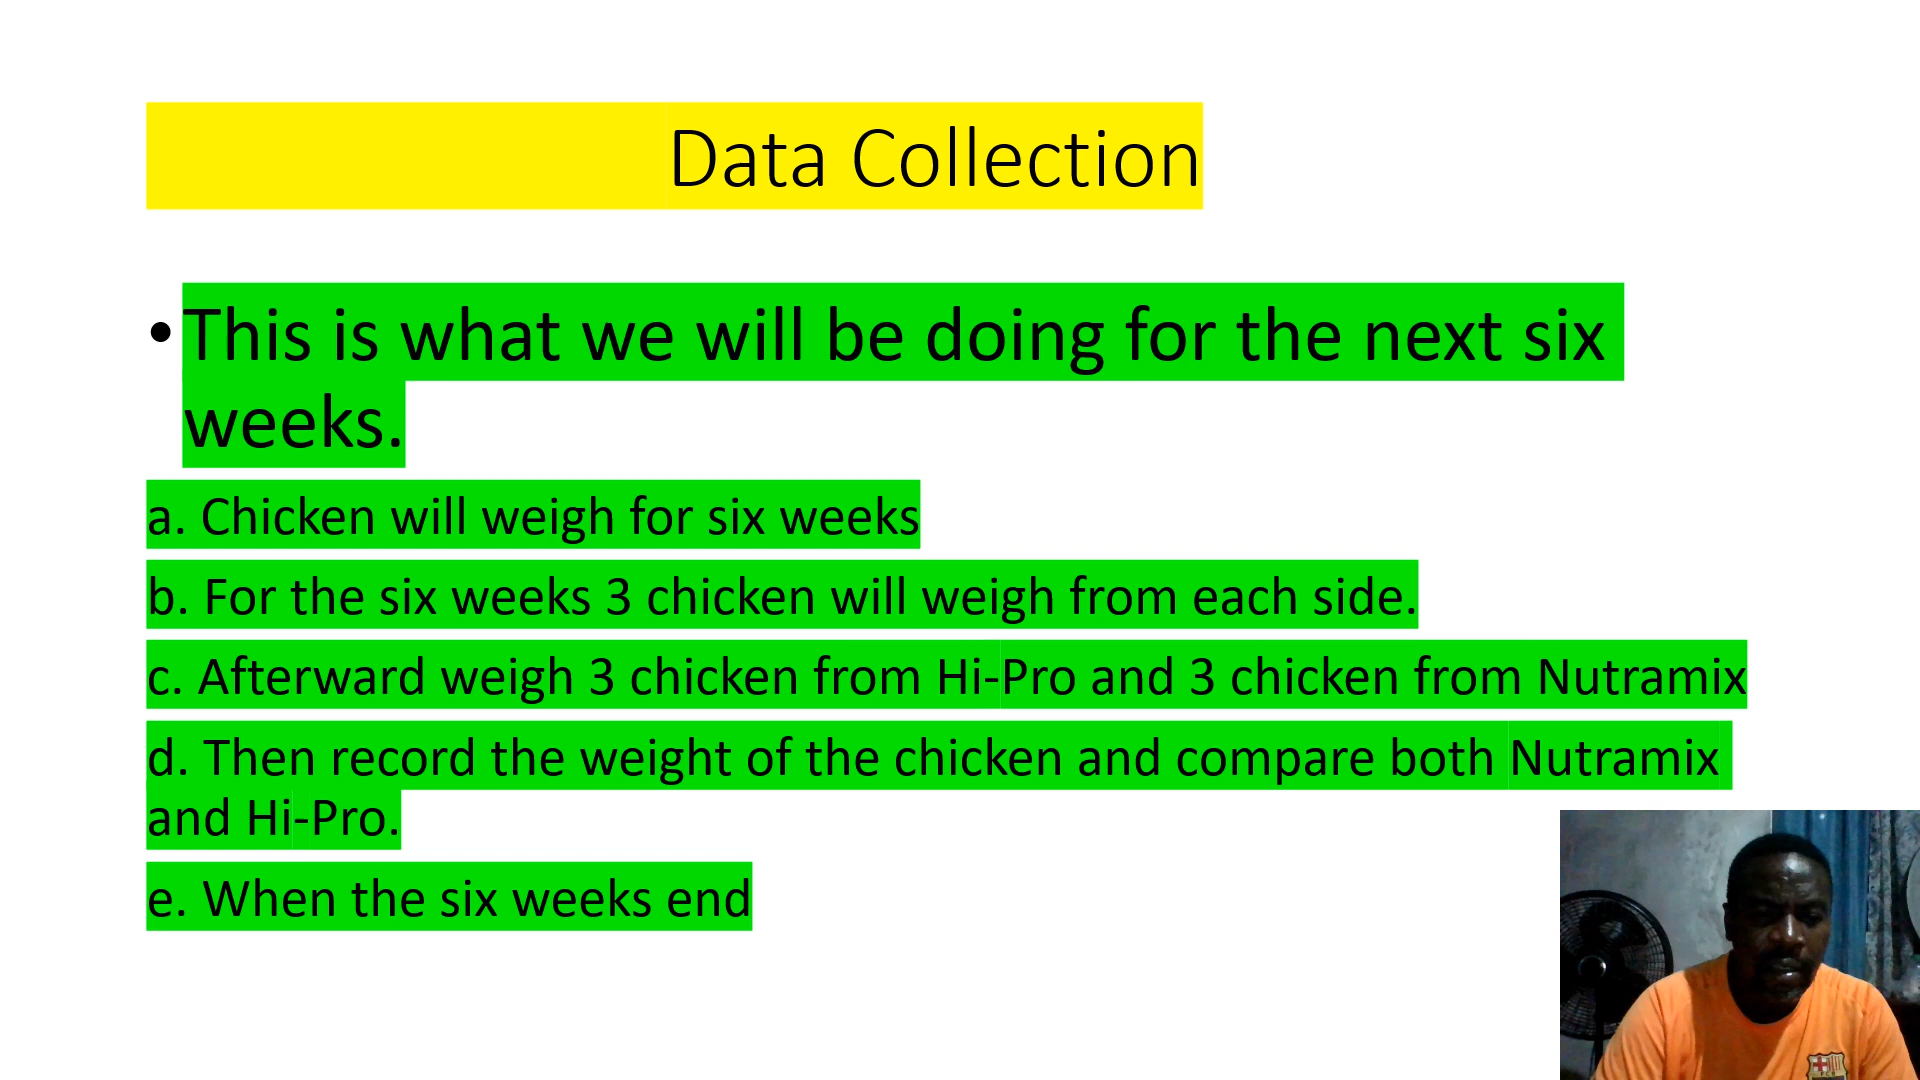 Data Collection
• This is what we will be doing for the next six
weeks.
a. Chicken will weigh for six weeks
b. For the six weeks 3 chicken will weigh from each side.
c. Afterward weigh 3 chicken from Hi-Pro and 3 chicken from Nutramix
d. Then record the weight of the chicken and compare both Nutramix
and Hi-Pro.
e. When the six weeks end